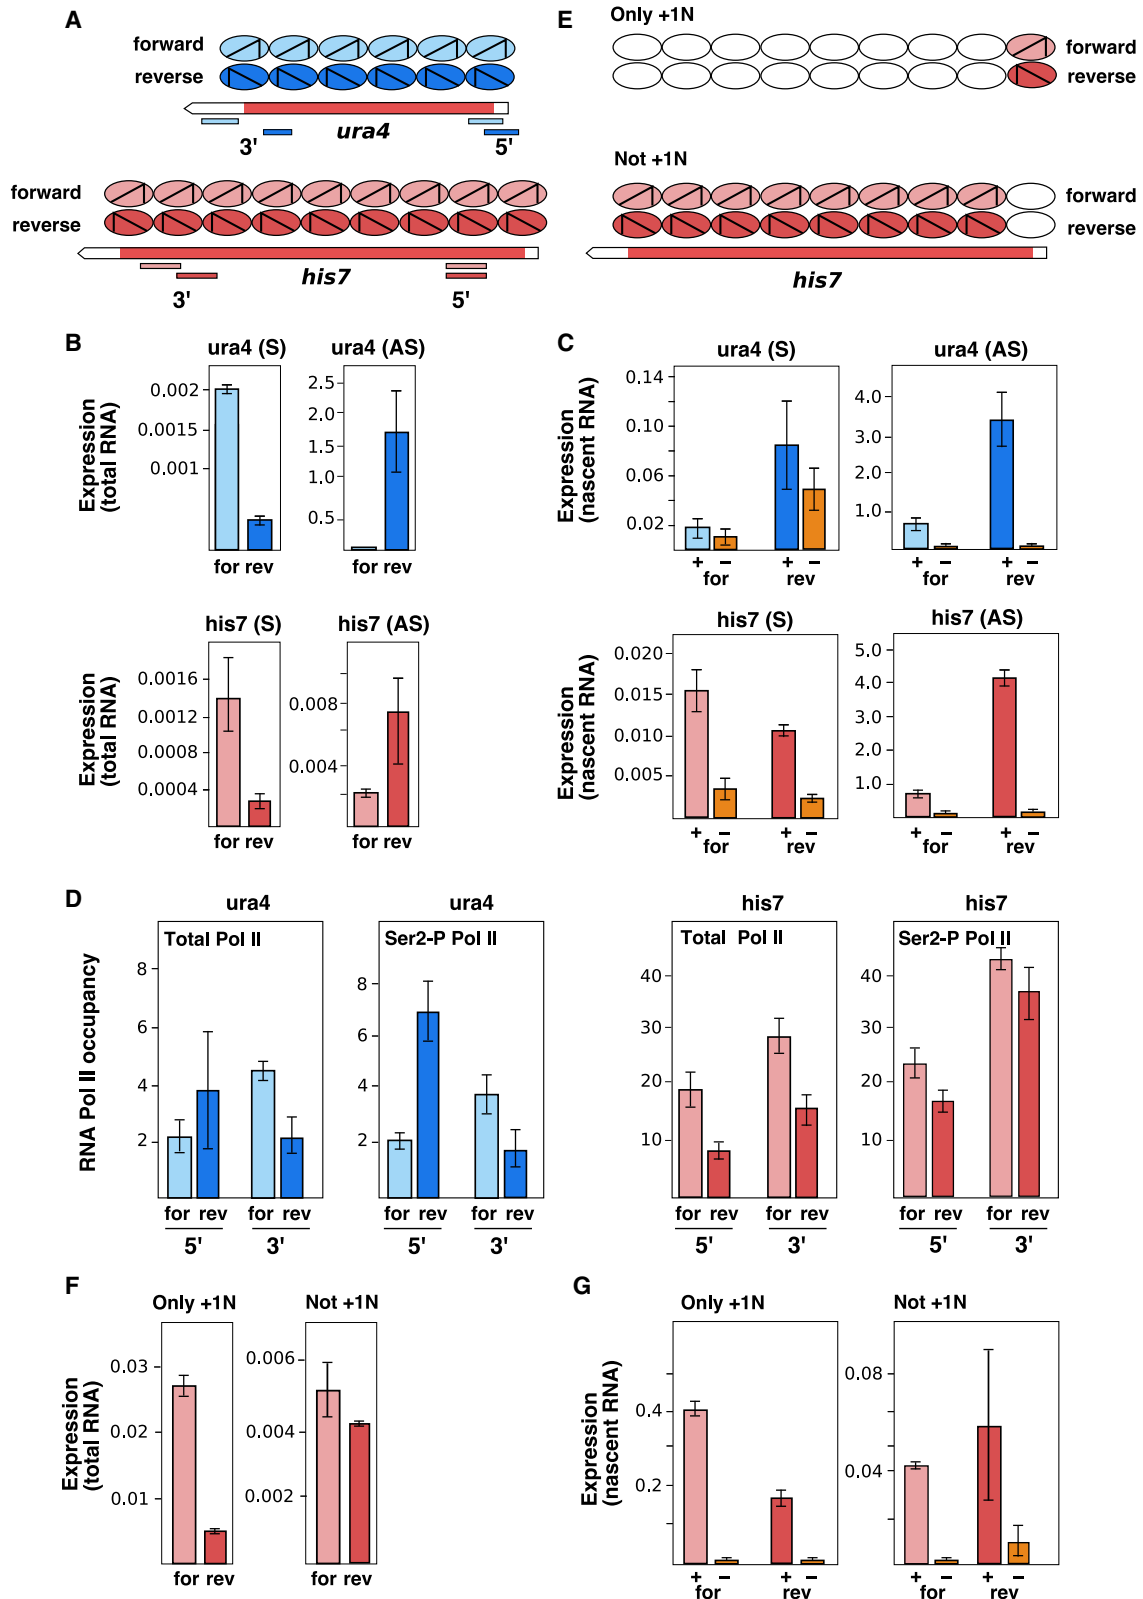 A
forward
reverse
ura4
3'
5'
forward
reverse
his7
3'
5'
E
Only +1N
forward
reverse
Not +1N
forward
reverse
his7
B
ura4 (S)
ura4 (AS)
Expression
(total RNA)
0.002
0.0015
0.001
2.5
2.0
1.5
1.0
0.5
for rev
for rev
his7 (S)
his7 (AS)
Expression
(total RNA)
0.0016
0.0012
0.0008
0.0004
0.008
0.004
for rev
for rev
C
ura4 (S)
ura4 (AS)
Expression
(nascent RNA)
0.14
0.10
0.06
0.02
4.0
3.0
2.0
1.0
+ − + −
for rev
+ − + −
for rev
his7 (S)
his7 (AS)
Expression
(nascent RNA)
0.020
0.015
0.010
0.005
5.0
4.0
3.0
2.0
1.0
+ − + −
for rev
+ − + −
for rev
D
ura4
ura4
his7
his7
RNA Pol II occupancy
Total Pol II
8
6
4
2
for rev for rev
5' 3'
Ser2-P Pol II
8
6
4
2
for rev for rev
5' 3'
Total Pol II
40
30
20
10
for rev for rev
5' 3'
Ser2-P Pol II
40
30
20
10
for rev for rev
5' 3'
F
Only +1N
Not +1N
Expression
(total RNA)
0.03
0.02
0.01
0.006
0.004
0.002
for rev
for rev
G
Only +1N
Not +1N
Expression
(nascent RNA)
0.4
0.2
0.08
0.04
+ − + −
for rev
+ − + −
for rev